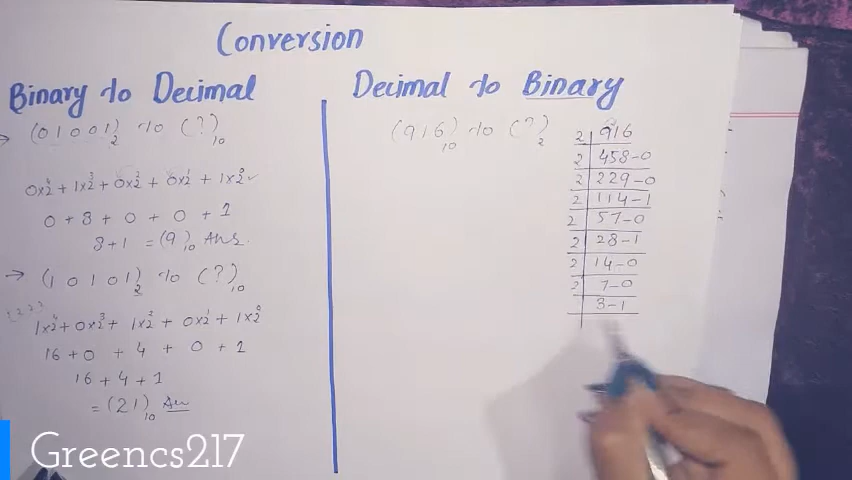 Conversion
Binary to Decimal
→ (01001)₂ to (?)₁₀
0×2⁴ + 1×2³ + 0×2² + 0×2¹ + 1×2⁰
0 + 8 + 0 + 0 + 1
8+1 = (9)₁₀ Ans.
→ (10101)₂ to (?)₁₀
1×2⁴ + 0×2³ + 1×2² + 0×2¹ + 1×2⁰
16 + 0 + 4 + 0 + 1
16 + 4 + 1
= (21)₁₀ Ans
Decimal to Binary
(916)₁₀ to (?)₂
2 | 916
2 | 458-0
2 | 229-0
2 | 114-1
2 | 57-0
2 | 28-1
2 | 14-0
2 | 7-0
3-1
Greencs217